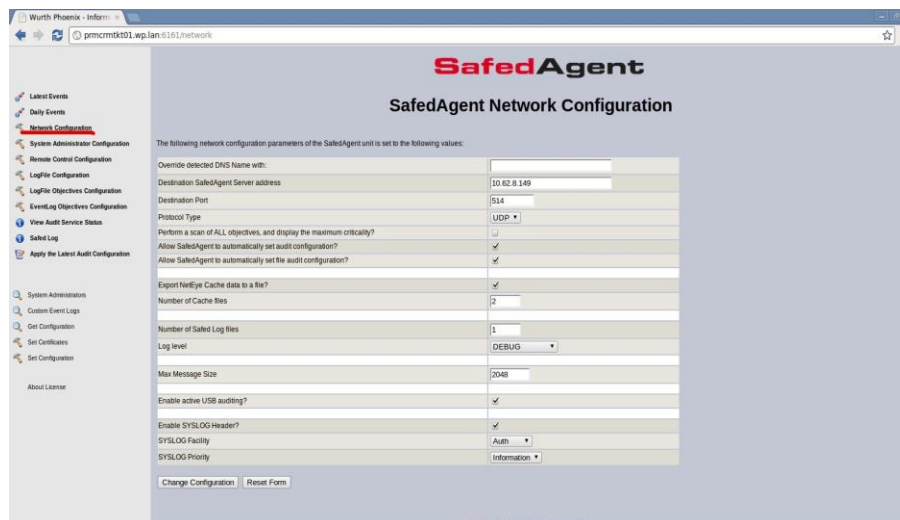 Wurth Phoenix - Inform
prmcrmtkt01.wp.lan:6161/network
SafedAgent
SafedAgent Network Configuration
Latest Events
Daily Events
Network Configuration
System Administrator Configuration
Remote Control Configuration
LogFile Configuration
LogFile Objectives Configuration
EventLog Objectives Configuration
View Audit Service Status
Safed Log
Apply the Latest Audit Configuration
System Administrators
Custom Event Logs
Get Configuration
Set Certificates
Set Configuration
About License
The following network configuration parameters of the SafedAgent unit is set to the following values:
Override detected DNS Name with:
Destination SafedAgent Server address 10.62.8.149
Destination Port 514
Protocol Type UDP
Perform a scan of ALL objectives, and display the maximum criticality?
Allow SafedAgent to automatically set audit configuration?
Allow SafedAgent to automatically set file audit configuration?
Export NetEye Cache data to a file?
Number of Cache files 2
Number of Safed Log files 1
Log level DEBUG
Max Message Size 2048
Enable active USB auditing?
Enable SYSLOG Header?
SYSLOG Facility Auth
SYSLOG Priority Information
Change Configuration Reset Form